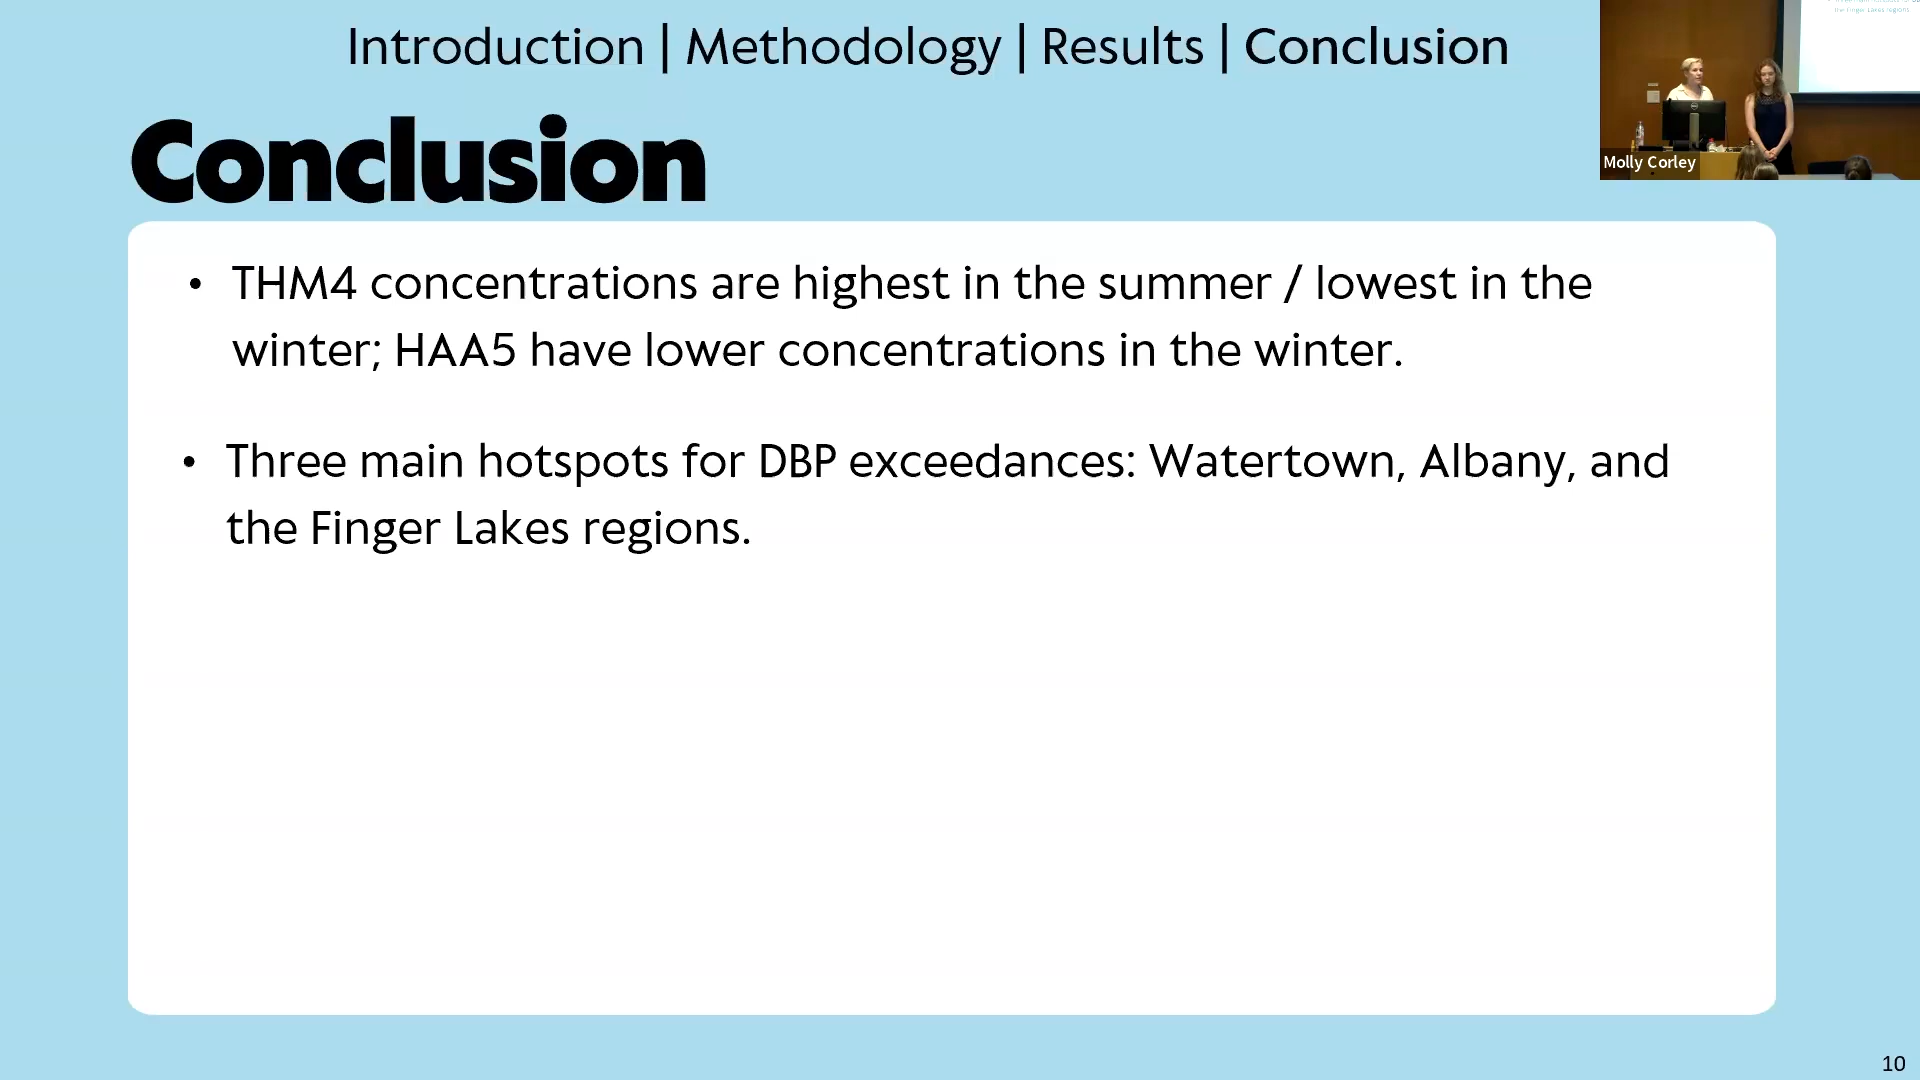 Introduction | Methodology | Results | Conclusion
Conclusion
Molly Corley
• THM4 concentrations are highest in the summer / lowest in the
winter; HAA5 have lower concentrations in the winter.
• Three main hotspots for DBP exceedances: Watertown, Albany, and
the Finger Lakes regions.
10